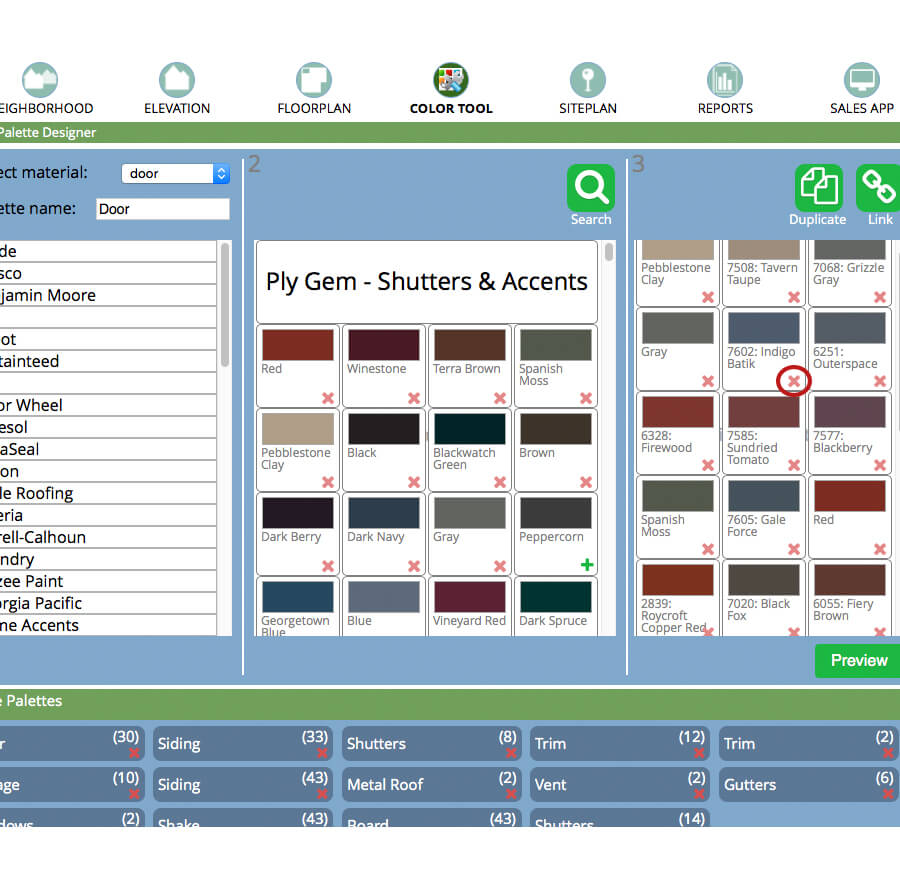 EIGHBORHOOD
ELEVATION
FLOORPLAN
COLOR TOOL
SITEPLAN
REPORTS
SALES APP
Palette Designer
ect material:
door
ette name:
Door
de
sco
jamin Moore
ot
tainteed
or Wheel
esol
aSeal
on
le Roofing
eria
rell-Calhoun
ndry
zee Paint
rgia Pacific
me Accents
2
Search
Ply Gem - Shutters & Accents
Red
Winestone
Terra Brown
Spanish
Moss
Pebblestone
Clay
Black
Blackwatch
Green
Brown
Dark Berry
Dark Navy
Gray
Peppercorn
Georgetown
Blue
Blue
Vineyard Red
Dark Spruce
3
Duplicate
Link
Pebblestone
Clay
7508: Tavern
Taupe
7068: Grizzle
Gray
Gray
7602: Indigo
Batik
6251:
Outerspace
6328:
Firewood
7585:
Sundried
Tomato
7577:
Blackberry
Spanish
Moss
7605: Gale
Force
Red
2839:
Roycroft
Copper Red
7020: Black
Fox
6055: Fiery
Brown
Preview
e Palettes
r (30)
Siding (33)
Shutters (8)
Trim (12)
Trim (2)
age (10)
Siding (43)
Metal Roof (2)
Vent (2)
Gutters (6)
dows (2)
Shake (43)
Board (43)
Shutters (14)